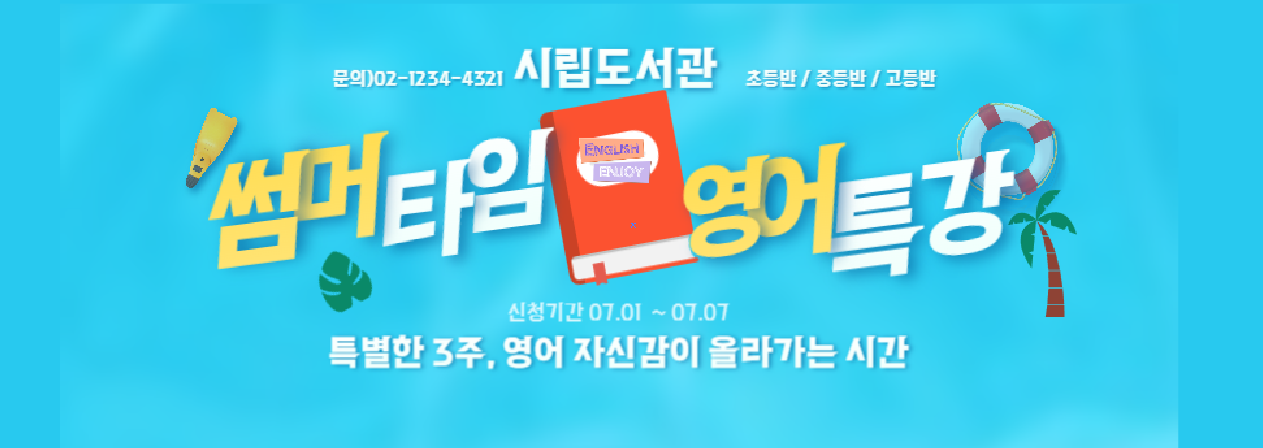 문의)02-1234-4321 시립도서관 초등반 / 중등반 / 고등반
썸머타임 영어특강
ENGLISH
ENJOY
신청기간 07.01 ~ 07.07
특별한 3주, 영어 자신감이 올라가는 시간